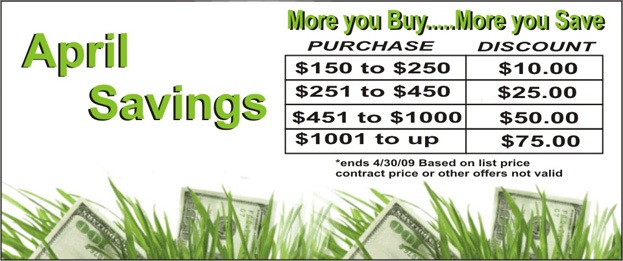 April
Savings
More you Buy.....More you Save
PURCHASE DISCOUNT
$150 to $250 $10.00
$251 to $450 $25.00
$451 to $1000 $50.00
$1001 to up $75.00
*ends 4/30/09 Based on list price
contract price or other offers not valid
100
100